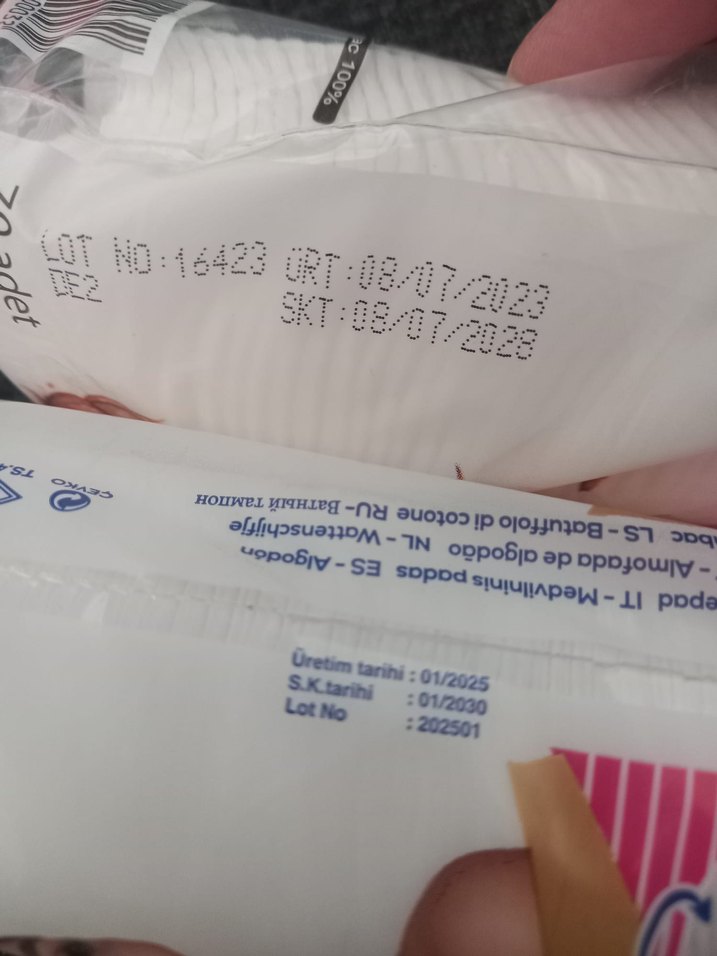 100%
70 adet
LOT NO:16423 ÜRT:08/07/2023
SKT:08/07/2028
ÇEVKO
LS - Batuffolo di cotone RU- Ватный тампон
- Almofada de algodão NL - Wattenschijfje
IT - Medvilninis padas ES - Algodón
Üretim tarihi : 01/2025
S.K.tarihi : 01/2030
Lot No : 202501